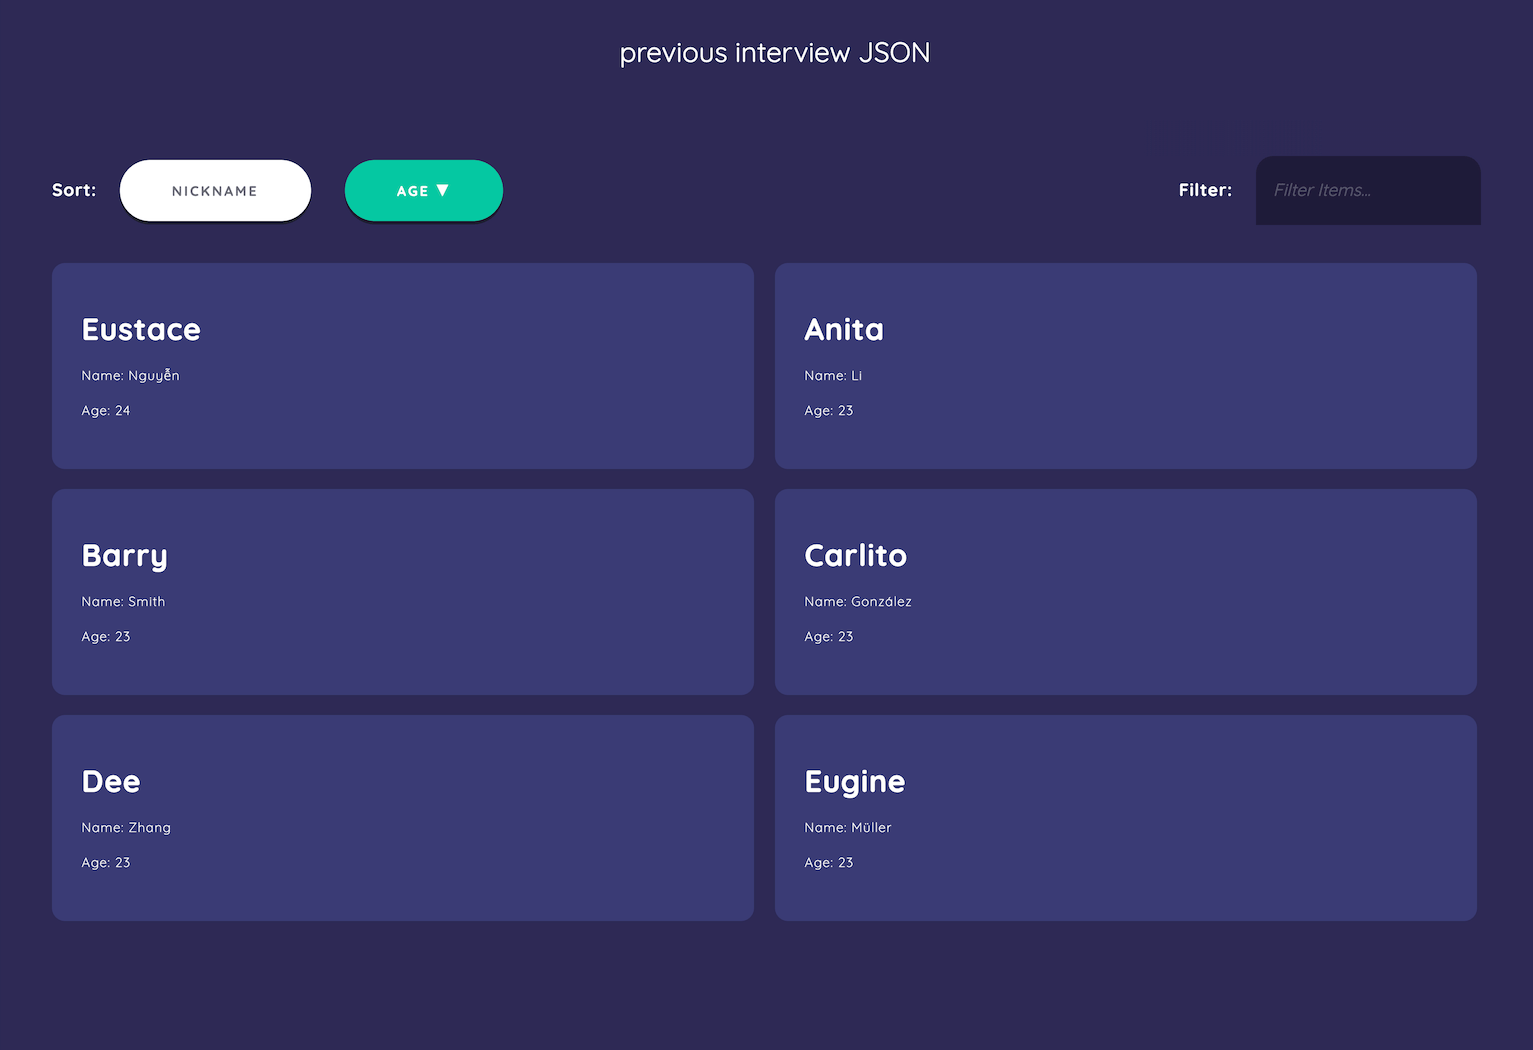 previous interview JSON
Sort: NICKNAME AGE ▼ Filter: Filter Items...
Eustace
Name: Nguyễn
Age: 24
Anita
Name: Li
Age: 23
Barry
Name: Smith
Age: 23
Carlito
Name: González
Age: 23
Dee
Name: Zhang
Age: 23
Eugine
Name: Müller
Age: 23